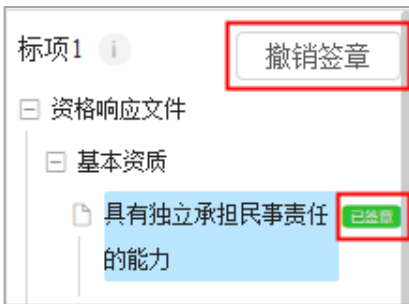 标项1 i 撤销签章
资格响应文件
基本资质
具有独立承担民事责任 已签章
的能力